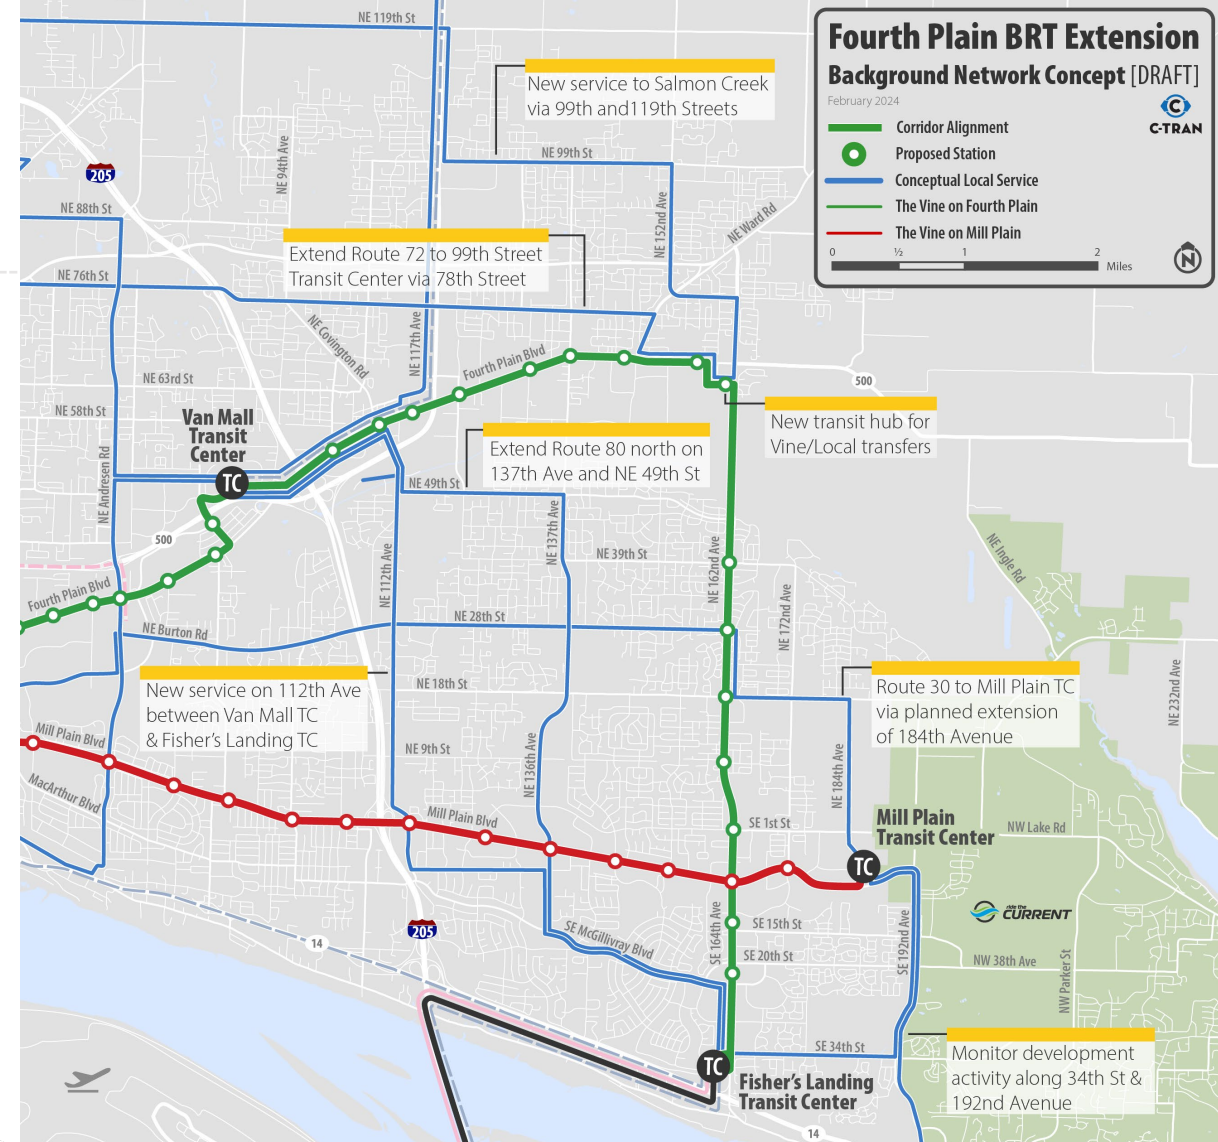 NE 119th St
Fourth Plain BRT Extension
Background Network Concept [DRAFT]
February 2024
C-TRAN
Corridor Alignment
Proposed Station
Conceptual Local Service
The Vine on Fourth Plain
The Vine on Mill Plain
0 ½ 1 2 Miles
N
New service to Salmon Creek
via 99th and119th Streets
NE 94th Ave
NE 99th St
205
NE 88th St
NE 152nd Ave
NE Ward Rd
Extend Route 72 to 99th Street
Transit Center via 78th Street
NE 76th St
NE Covington Rd
NE 117th Ave
Fourth Plain Blvd
NE 63rd St
500
NE 58th St
Van Mall
Transit
Center
TC
New transit hub for
Vine/Local transfers
Extend Route 80 north on
137th Ave and NE 49th St
NE Andresen Rd
NE 49th St
NE 137th Ave
500
NE 39th St
NE 162nd Ave
NE Ingle Rd
NE 112th Ave
NE 172nd Ave
Fourth Plain Blvd
NE Burton Rd
NE 28th St
New service on 112th Ave
between Van Mall TC
& Fisher's Landing TC
NE 18th St
Route 30 to Mill Plain TC
via planned extension
of 184th Avenue
NE 232nd Ave
Mill Plain Blvd
NE 9th St
NE 136th Ave
NE 184th Ave
MacArthur Blvd
Mill Plain Blvd
SE 1st St
Mill Plain
Transit Center
TC
NW Lake Rd
ride the
CURRENT
205
SE 164th Ave
SE 15th St
SE 192nd Ave
14
SE McGillivray Blvd
SE 20th St
NW 38th Ave
NW Parker St
SE 34th St
Monitor development
activity along 34th St &
192nd Avenue
TC
Fisher's Landing
Transit Center
14